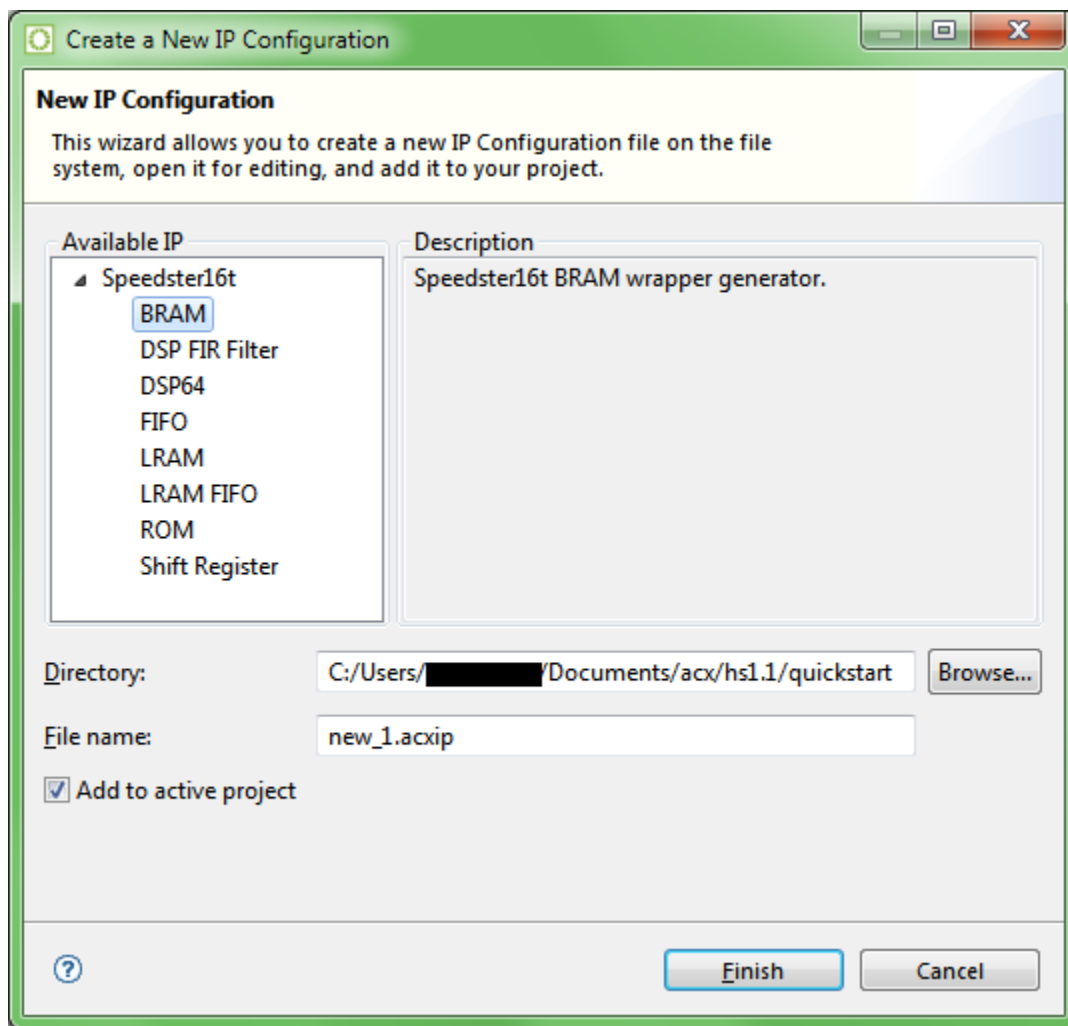 Create a New IP Configuration
New IP Configuration
This wizard allows you to create a new IP Configuration file on the file
system, open it for editing, and add it to your project.
Available IP
Speedster16t
BRAM
DSP FIR Filter
DSP64
FIFO
LRAM
LRAM FIFO
ROM
Shift Register
Description
Speedster16t BRAM wrapper generator.
Directory:
C:/Users/ /Documents/acx/hs1.1/quickstart
Browse...
File name:
new_1.acxip
Add to active project
?
Finish
Cancel